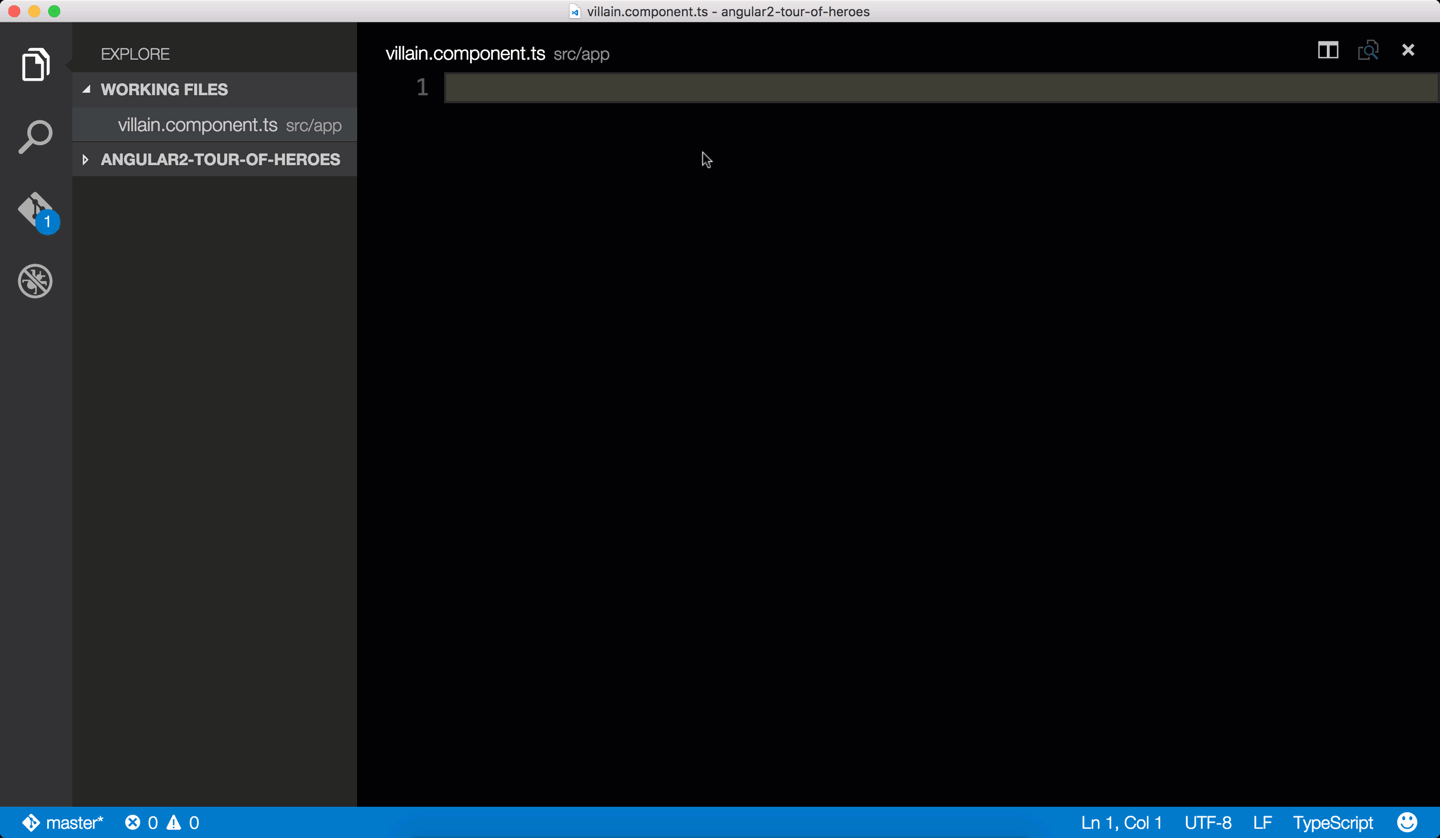 villain.component.ts - angular2-tour-of-heroes
EXPLORE
WORKING FILES
villain.component.ts src/app
ANGULAR2-TOUR-OF-HEROES
1
villain.component.ts src/app
1
master* 0 0
Ln 1, Col 1 UTF-8 LF TypeScript